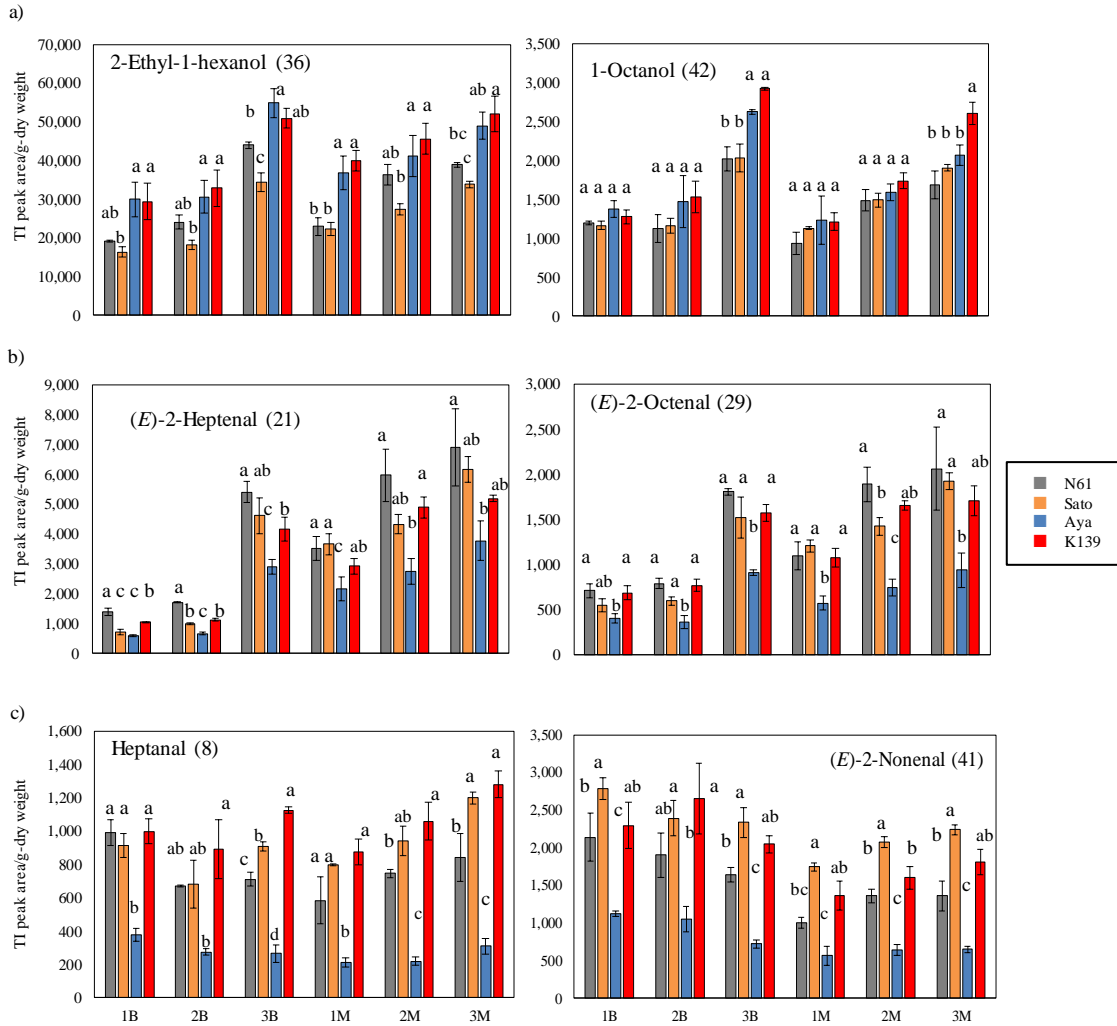 a)
2-Ethyl-1-hexanol (36)
TI peak area/g-dry weight
70,000
60,000
50,000
40,000
30,000
20,000
10,000
0
ab b a a
ab b a a
b c a ab
b b a a
ab b a a
bc c ab a
1-Octanol (42)
3,500
3,000
2,500
2,000
1,500
1,000
500
0
a a a a
a a a a
b b a a
a a a a
a a a a
b b b a
b)
(E)-2-Heptenal (21)
TI peak area/g-dry weight
9,000
8,000
7,000
6,000
5,000
4,000
3,000
2,000
1,000
0
a c c b
a b c b
a ab c b
a a c ab
a ab b a
a ab b ab
(E)-2-Octenal (29)
3,000
2,500
2,000
1,500
1,000
500
0
a ab b a
a a b a
a a b a
a a b a
a b c ab
a a b ab
N61
Sato
Aya
K139
c)
Heptanal (8)
TI peak area/g-dry weight
1,600
1,400
1,200
1,000
800
600
400
200
0
a a b a
ab ab b a
c b d a
a a b a
b ab c a
b a c a
1B 2B 3B 1M 2M 3M
(E)-2-Nonenal (41)
3,500
3,000
2,500
2,000
1,500
1,000
500
0
b a c ab
ab a b a
b a c ab
bc a c ab
b a c b
b a c ab
1B 2B 3B 1M 2M 3M